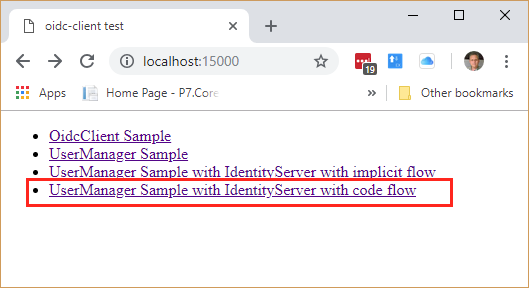 oidc-client test
localhost:15000
19
Apps
Home Page - P7.Core
»
Other bookmarks
OidcClient Sample
UserManager Sample
UserManager Sample with IdentityServer with implicit flow
UserManager Sample with IdentityServer with code flow